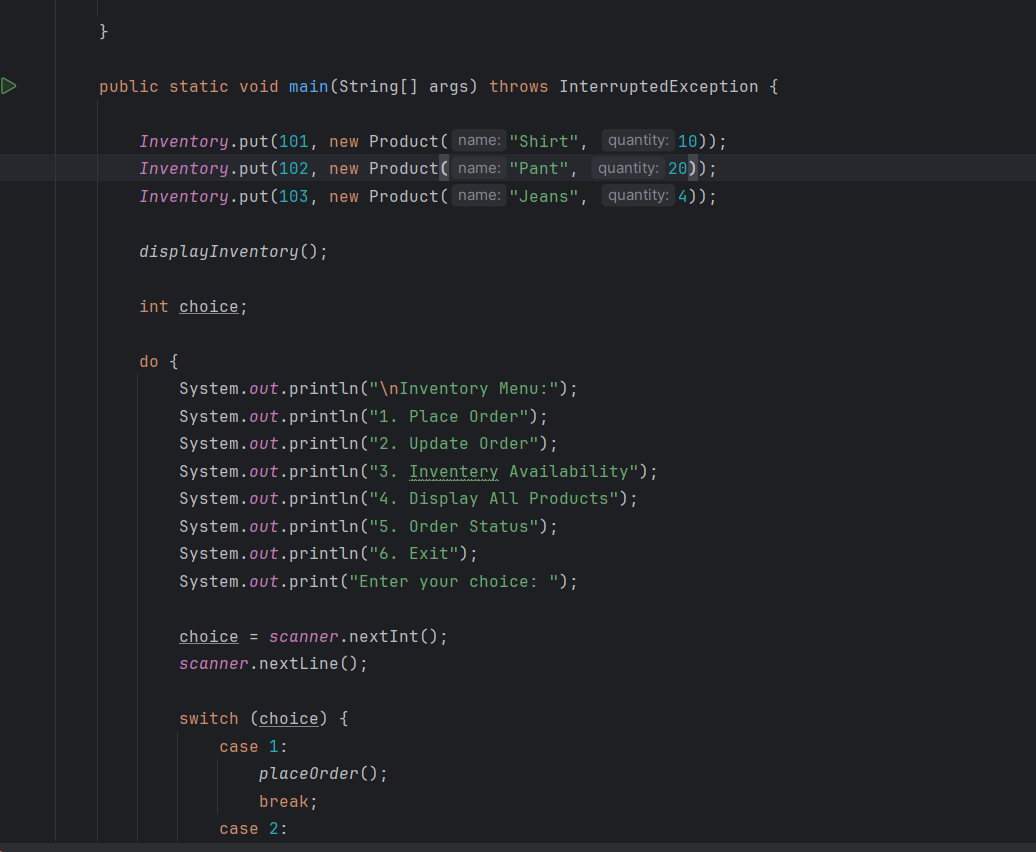 }
public static void main(String[] args) throws InterruptedException {
Inventory.put(101, new Product( name: "Shirt", quantity: 10));
Inventory.put(102, new Product( name: "Pant", quantity: 20));
Inventory.put(103, new Product( name: "Jeans", quantity: 4));
displayInventory();
int choice;
do {
System.out.println("\nInventory Menu:");
System.out.println("1. Place Order");
System.out.println("2. Update Order");
System.out.println("3. Inventery Availability");
System.out.println("4. Display All Products");
System.out.println("5. Order Status");
System.out.println("6. Exit");
System.out.print("Enter your choice: ");
choice = scanner.nextInt();
scanner.nextLine();
switch (choice) {
case 1:
placeOrder();
break;
case 2: